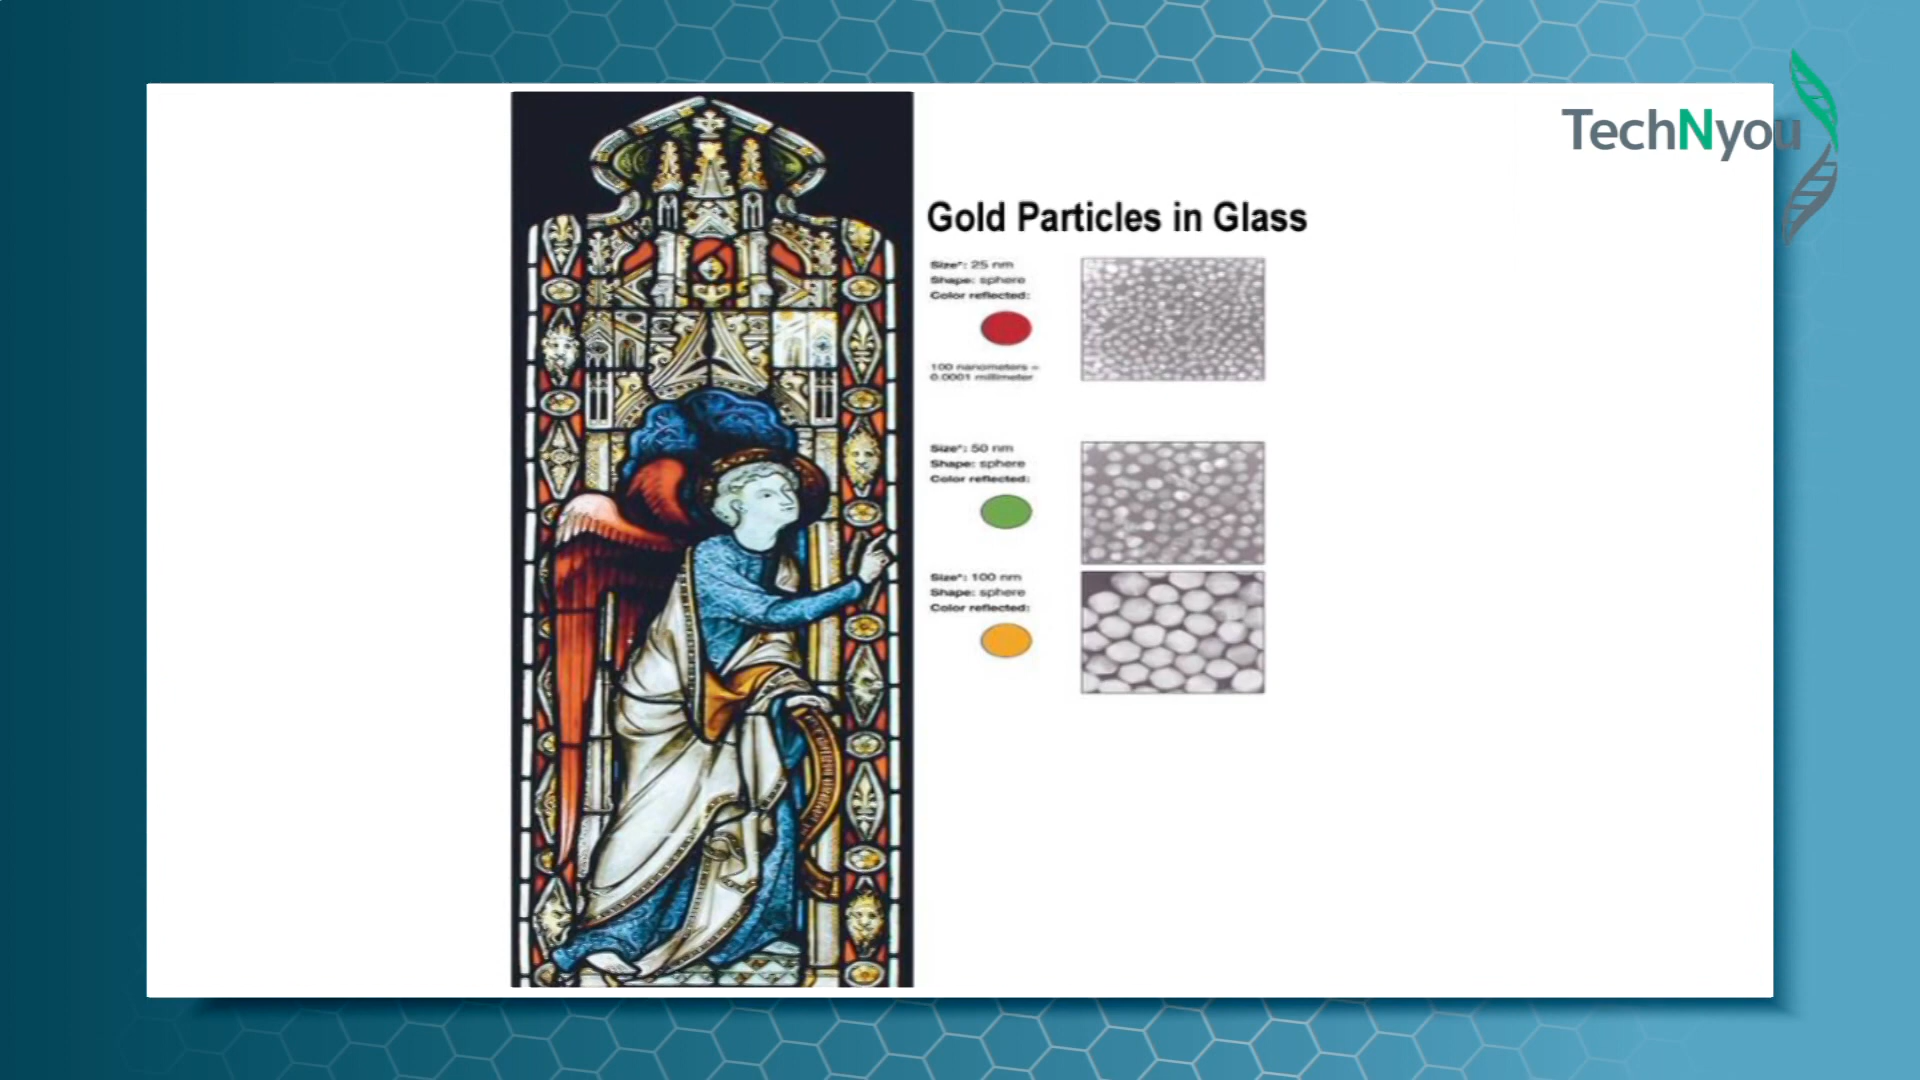 TechNyou
Gold Particles in Glass
Size*: 25 nm
Shape: sphere
Color reflected:
100 nanometers =
0.0001 millimeter
Size*: 50 nm
Shape: sphere
Color reflected:
Size*: 100 nm
Shape: sphere
Color reflected: